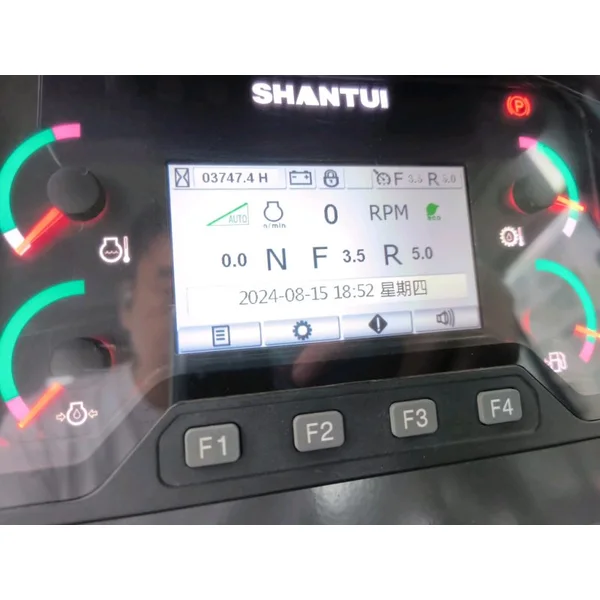 SHANTUI
P
03747.4 H F 3.5 R 5.0
AUTO n/min 0 RPM eco
0.0 N F 3.5 R 5.0
2024-08-15 18:52 星期四
F1 F2 F3 F4